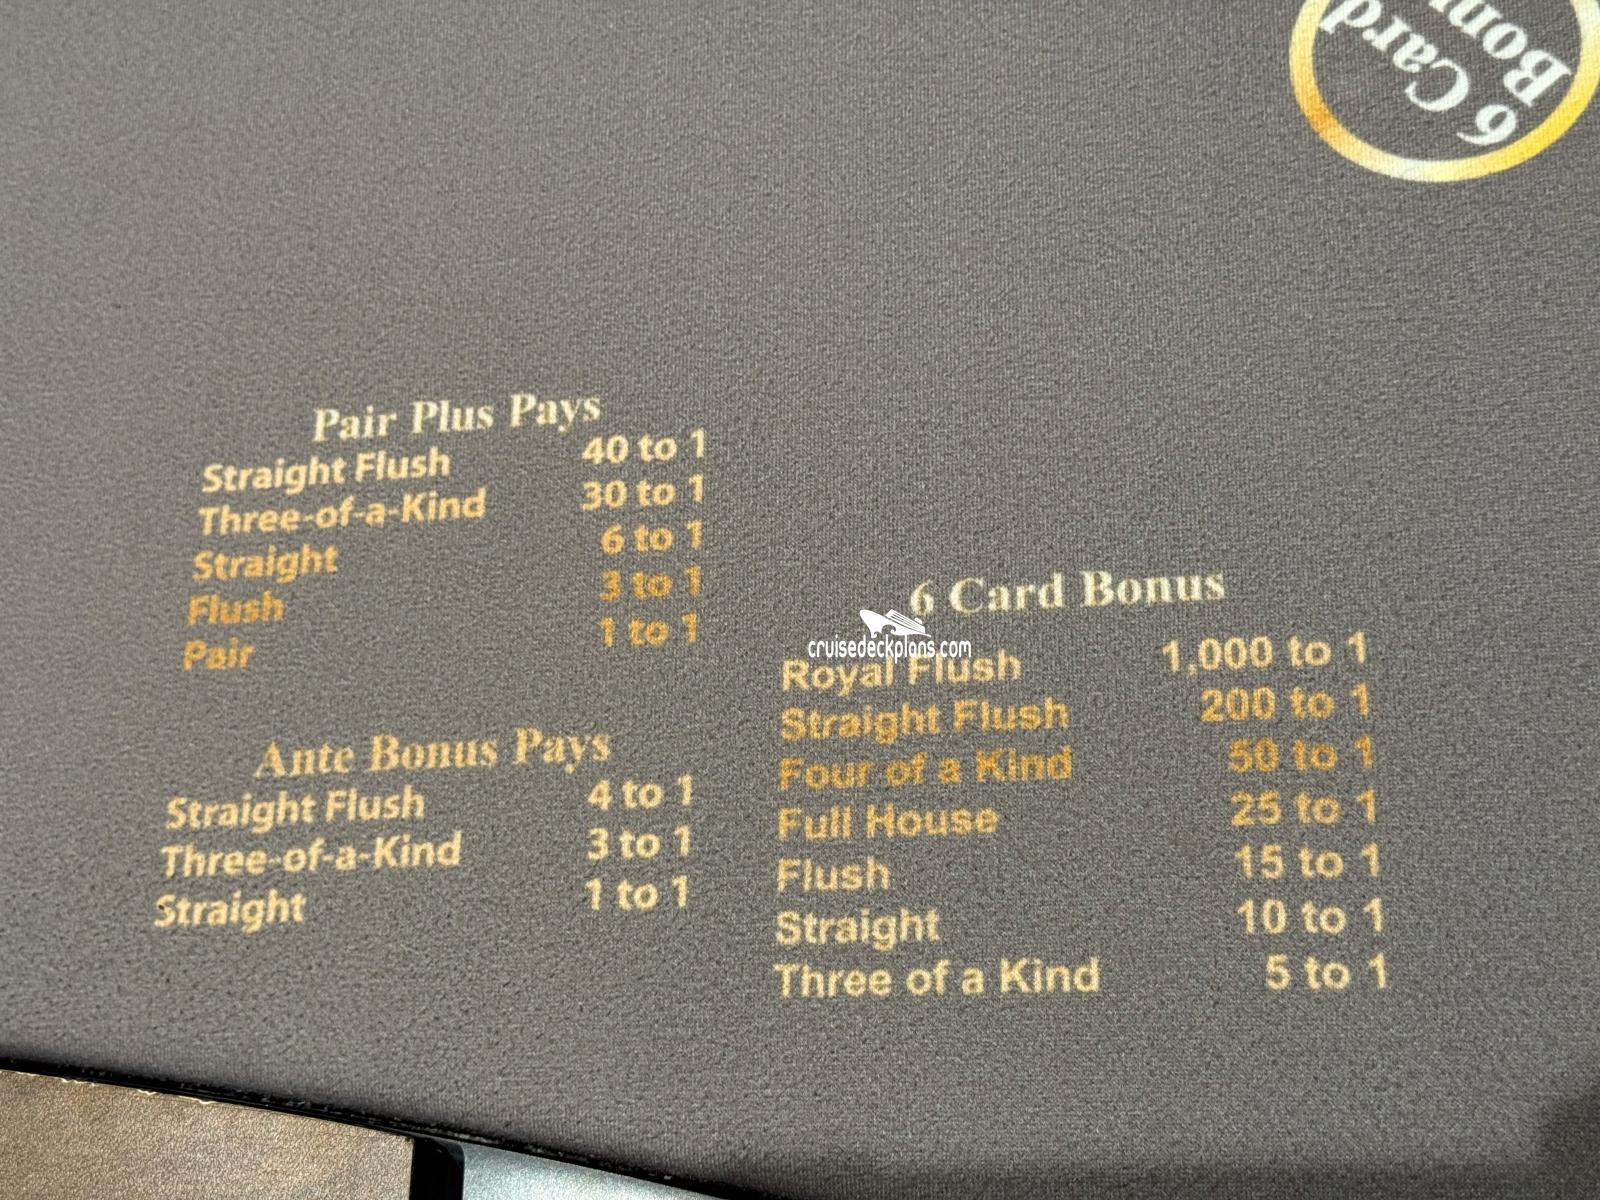 6 Card
Pair Plus Pays
Straight Flush 40 to 1
Three-of-a-Kind 30 to 1
Straight 6 to 1
Flush 3 to 1
Pair 1 to 1
Ante Bonus Pays
Straight Flush 4 to 1
Three-of-a-Kind 3 to 1
Straight 1 to 1
6 Card Bonus
cruisedeckplans.com
Royal Flush 1,000 to 1
Straight Flush 200 to 1
Four of a Kind 50 to 1
Full House 25 to 1
Flush 15 to 1
Straight 10 to 1
Three of a Kind 5 to 1